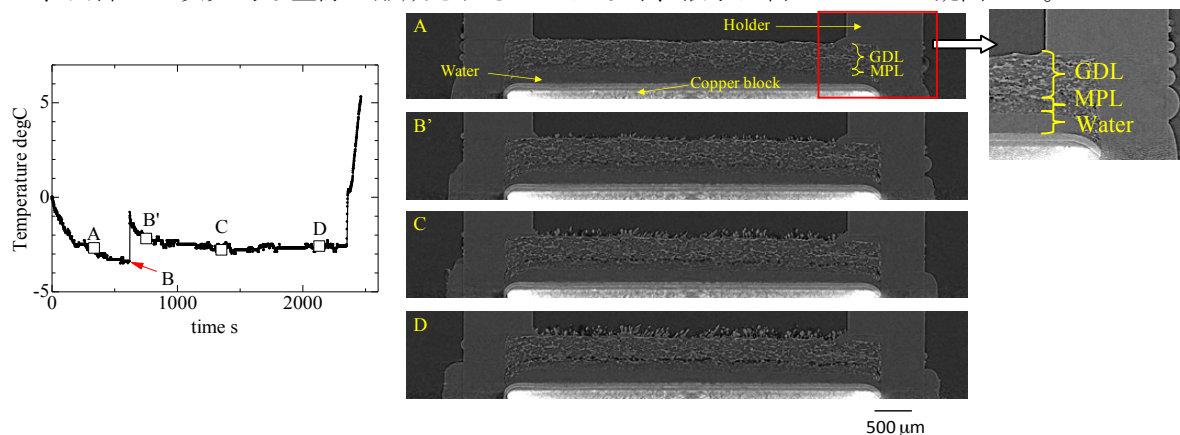 Temperature degC
5
0
-5
A
B'
C
D
B
0
1000
2000
time s
A
Holder
GDL
MPL
Water
Copper block
B'
C
D
500 μm
GDL
MPL
Water